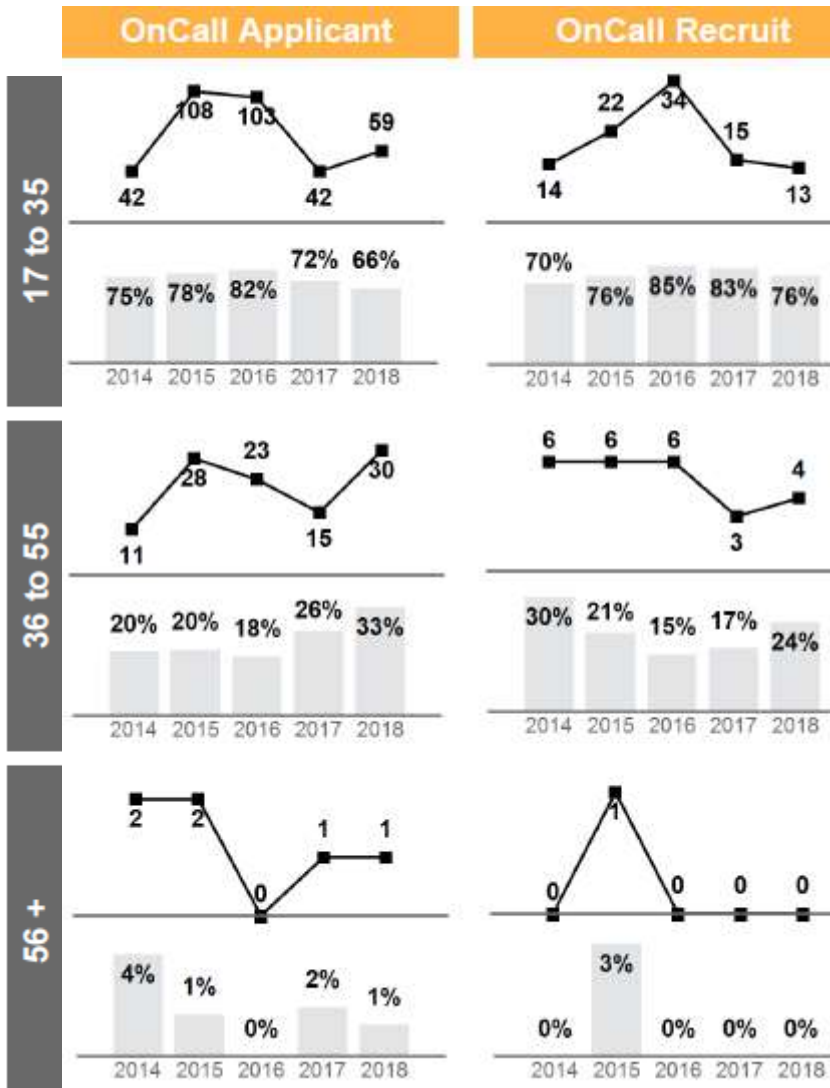 OnCall Applicant OnCall Recruit
17 to 35
108 103 59
42 42
22 34 15
14 13
75% 78% 82% 72% 66%
70% 76% 85% 83% 76%
2014 2015 2016 2017 2018
2014 2015 2016 2017 2018
36 to 55
28 23 30
11 15
6 6 6 4
3
20% 20% 18% 26% 33%
30% 21% 15% 17% 24%
2014 2015 2016 2017 2018
2014 2015 2016 2017 2018
56 +
2 2 0 1 1
0 1 0 0 0
4% 1% 0% 2% 1%
0% 3% 0% 0% 0%
2014 2015 2016 2017 2018
2014 2015 2016 2017 2018